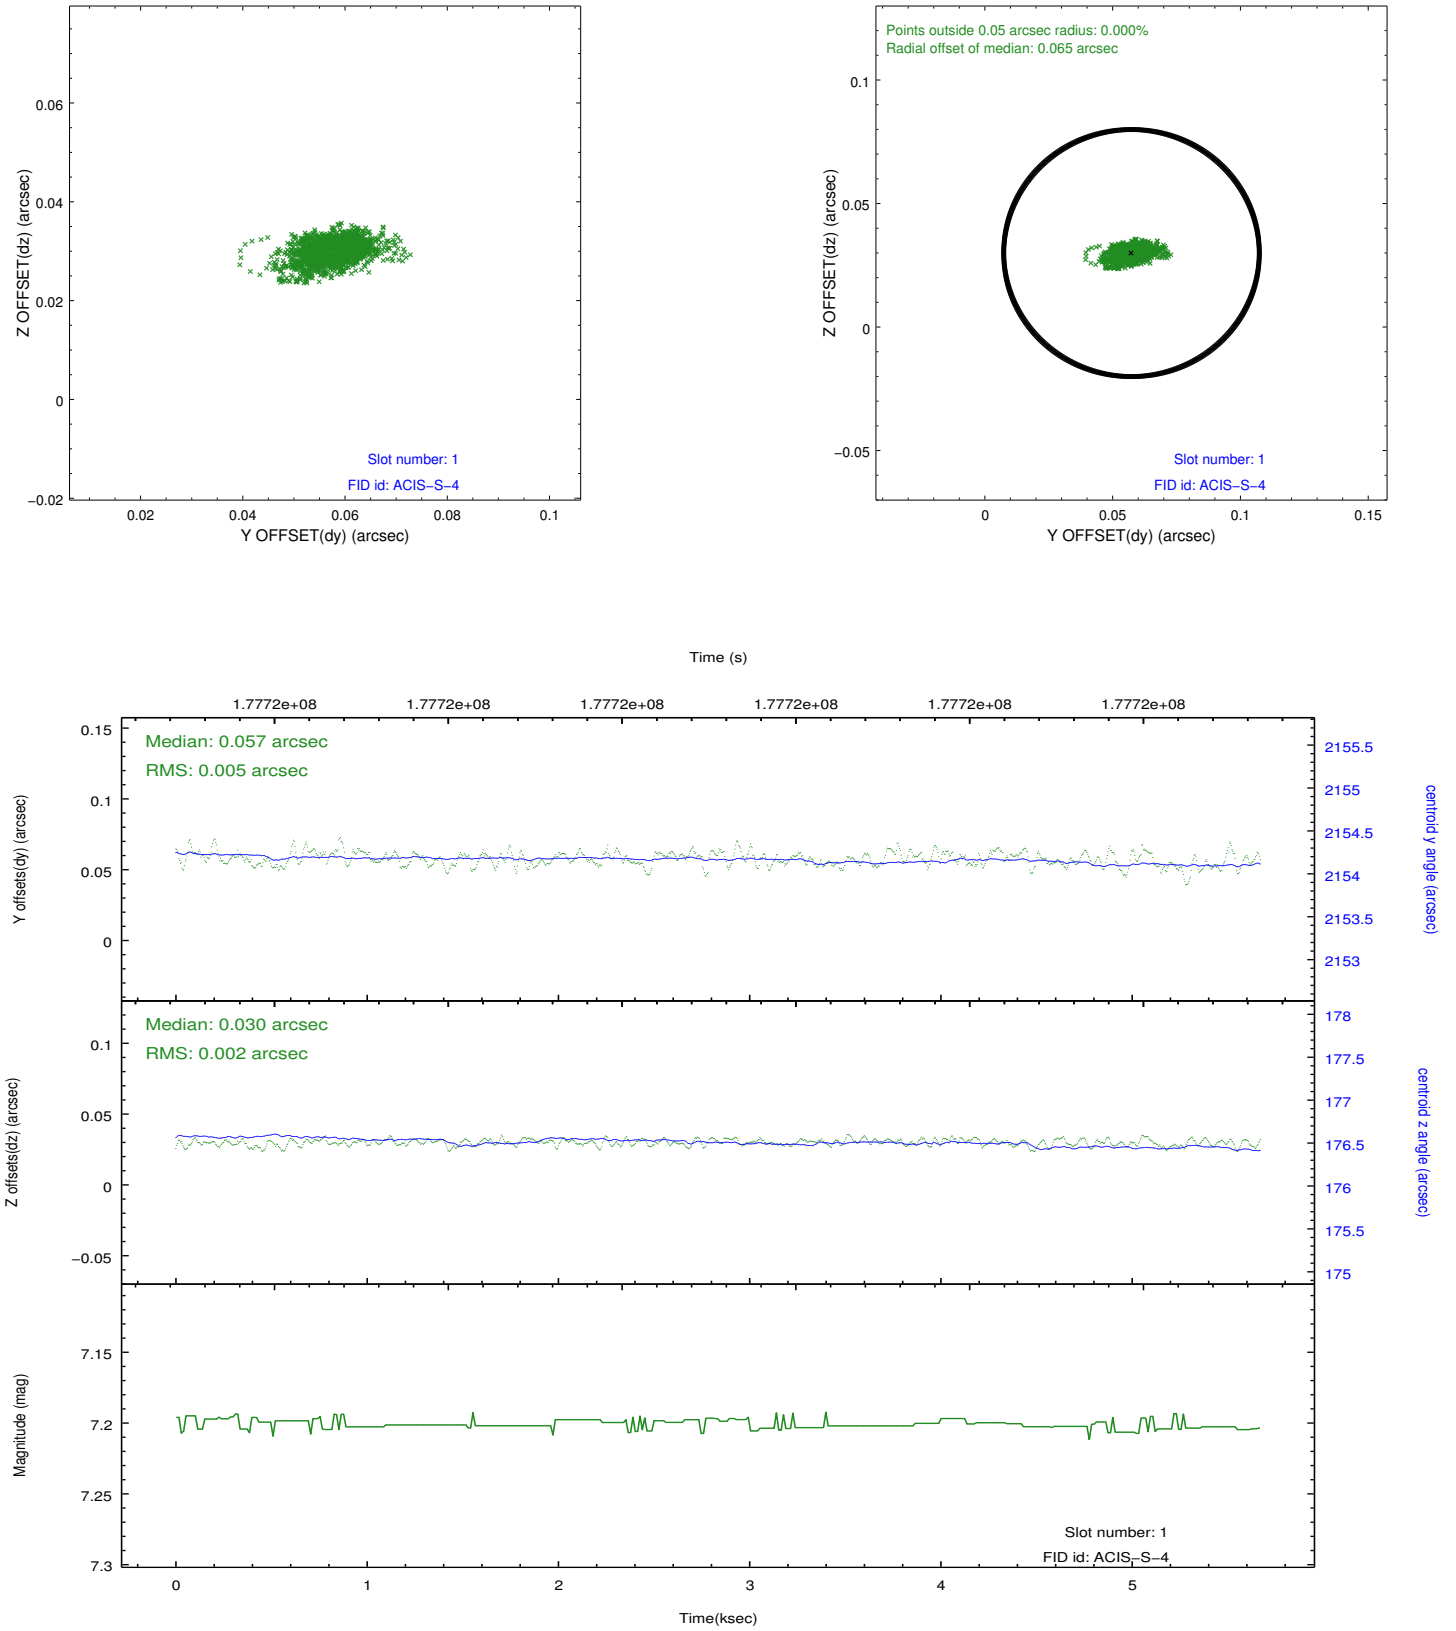 0.06
0.04
0.02
0
−0.02
Z OFFSET(dz) (arcsec)
Slot number: 1
FID id: ACIS−S−4
0.02 0.04 0.06 0.08 0.1
Y OFFSET(dy) (arcsec)
Points outside 0.05 arcsec radius: 0.000%
Radial offset of median: 0.065 arcsec
0.1
0.05
0
−0.05
Z OFFSET(dz) (arcsec)
Slot number: 1
FID id: ACIS−S−4
0 0.05 0.1 0.15
Y OFFSET(dy) (arcsec)
Time (s)
1.7772e+08 1.7772e+08 1.7772e+08 1.7772e+08 1.7772e+08 1.7772e+08
Median: 0.057 arcsec
RMS: 0.005 arcsec
0.15
0.1
0.05
0
Y offsets(dy) (arcsec)
2155.5
2155
2154.5
2154
2153.5
2153
centroid y angle (arcsec)
Median: 0.030 arcsec
RMS: 0.002 arcsec
0.1
0.05
0
−0.05
Z offsets(dz) (arcsec)
178
177.5
177
176.5
176
175.5
175
centroid z angle (arcsec)
7.15
7.2
7.25
7.3
Magnitude (mag)
Slot number: 1
FID id: ACIS−S−4
0 1 2 3 4 5
Time(ksec)